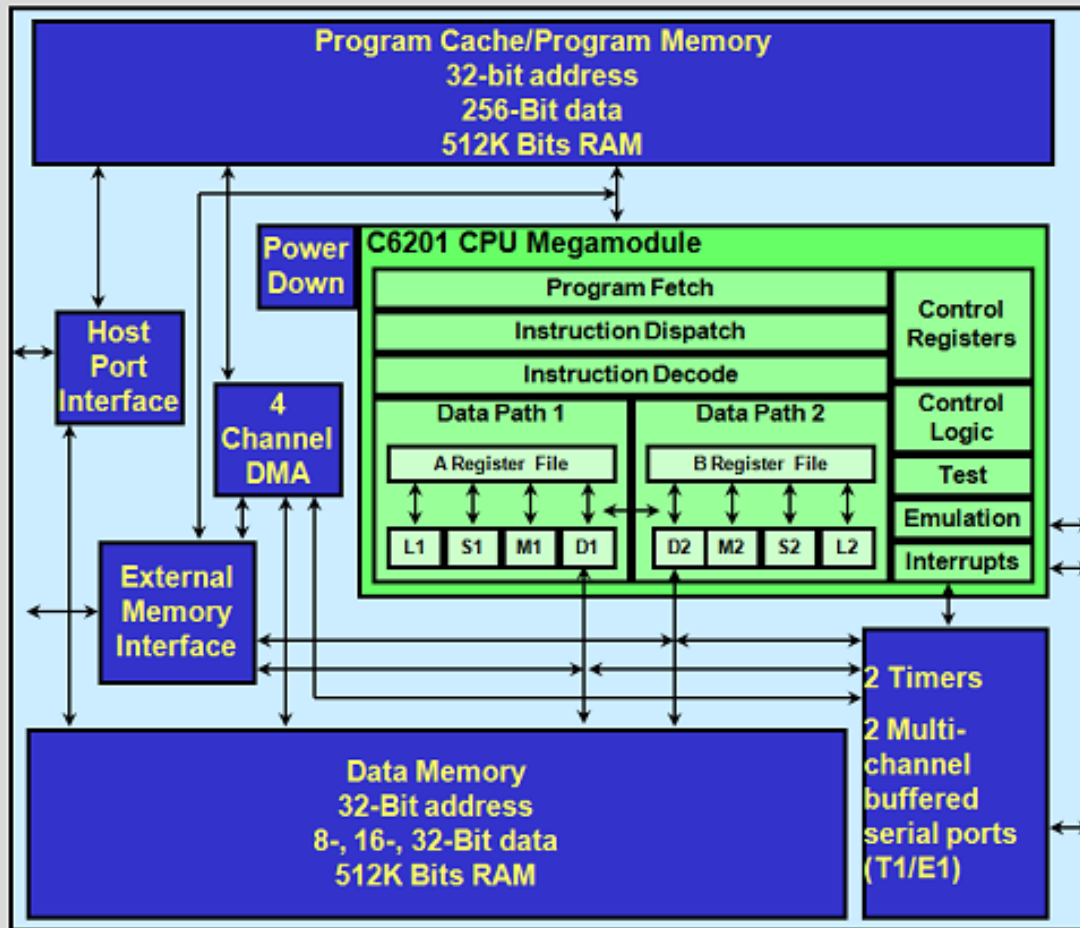 Program Cache/Program Memory
32-bit address
256-Bit data
512K Bits RAM
Power
Down
C6201 CPU Megamodule
Program Fetch
Instruction Dispatch
Instruction Decode
Control
Registers
Host
Port
Interface
4
Channel
DMA
Data Path 1
Data Path 2
Control
Logic
A Register File
B Register File
Test
L1 S1 M1 D1
D2 M2 S2 L2
Emulation
Interrupts
External
Memory
Interface
2 Timers
2 Multi-
channel
buffered
serial ports
(T1/E1)
Data Memory
32-Bit address
8-, 16-, 32-Bit data
512K Bits RAM